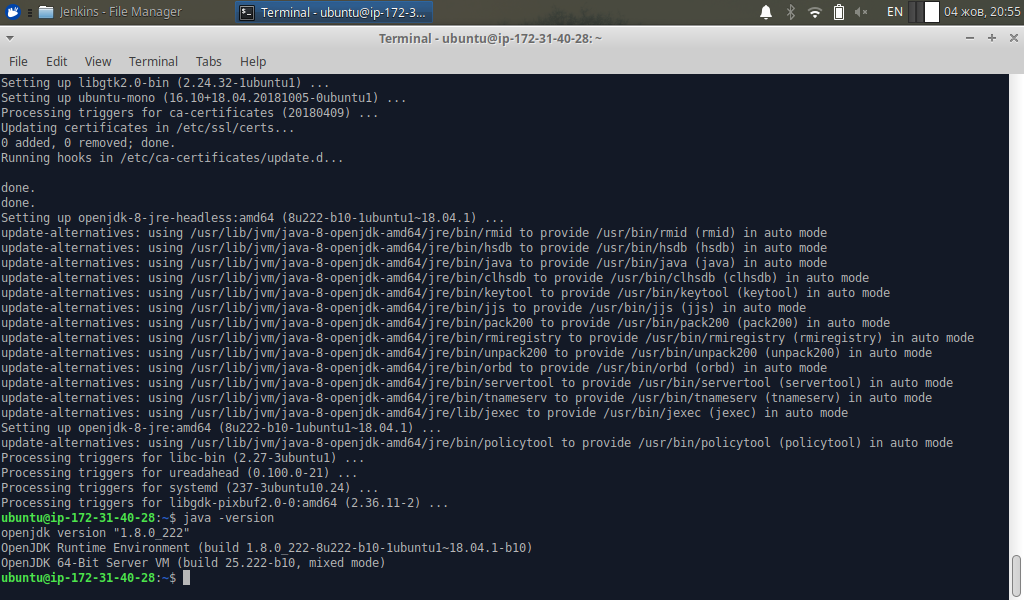 Jenkins - File Manager
Terminal - ubuntu@ip-172-3...
EN
04 жов, 20:55
Terminal - ubuntu@ip-172-31-40-28: ~
File Edit View Terminal Tabs Help
Setting up libgtk2.0-bin (2.24.32-1ubuntu1) ...
Setting up ubuntu-mono (16.10+18.04.20181005-0ubuntu1) ...
Processing triggers for ca-certificates (20180409) ...
Updating certificates in /etc/ssl/certs...
0 added, 0 removed; done.
Running hooks in /etc/ca-certificates/update.d...
done.
done.
Setting up openjdk-8-jre-headless:amd64 (8u222-b10-1ubuntu1~18.04.1) ...
update-alternatives: using /usr/lib/jvm/java-8-openjdk-amd64/jre/bin/rmid to provide /usr/bin/rmid (rmid) in auto mode
update-alternatives: using /usr/lib/jvm/java-8-openjdk-amd64/jre/bin/hsdb to provide /usr/bin/hsdb (hsdb) in auto mode
update-alternatives: using /usr/lib/jvm/java-8-openjdk-amd64/jre/bin/java to provide /usr/bin/java (java) in auto mode
update-alternatives: using /usr/lib/jvm/java-8-openjdk-amd64/jre/bin/clhsdb to provide /usr/bin/clhsdb (clhsdb) in auto mode
update-alternatives: using /usr/lib/jvm/java-8-openjdk-amd64/jre/bin/keytool to provide /usr/bin/keytool (keytool) in auto mode
update-alternatives: using /usr/lib/jvm/java-8-openjdk-amd64/jre/bin/jjs to provide /usr/bin/jjs (jjs) in auto mode
update-alternatives: using /usr/lib/jvm/java-8-openjdk-amd64/jre/bin/pack200 to provide /usr/bin/pack200 (pack200) in auto mode
update-alternatives: using /usr/lib/jvm/java-8-openjdk-amd64/jre/bin/rmiregistry to provide /usr/bin/rmiregistry (rmiregistry) in auto mode
update-alternatives: using /usr/lib/jvm/java-8-openjdk-amd64/jre/bin/unpack200 to provide /usr/bin/unpack200 (unpack200) in auto mode
update-alternatives: using /usr/lib/jvm/java-8-openjdk-amd64/jre/bin/orbd to provide /usr/bin/orbd (orbd) in auto mode
update-alternatives: using /usr/lib/jvm/java-8-openjdk-amd64/jre/bin/servertool to provide /usr/bin/servertool (servertool) in auto mode
update-alternatives: using /usr/lib/jvm/java-8-openjdk-amd64/jre/bin/tnameserv to provide /usr/bin/tnameserv (tnameserv) in auto mode
update-alternatives: using /usr/lib/jvm/java-8-openjdk-amd64/jre/lib/jexec to provide /usr/bin/jexec (jexec) in auto mode
Setting up openjdk-8-jre:amd64 (8u222-b10-1ubuntu1~18.04.1) ...
update-alternatives: using /usr/lib/jvm/java-8-openjdk-amd64/jre/bin/policytool to provide /usr/bin/policytool (policytool) in auto mode
Processing triggers for libc-bin (2.27-3ubuntu1) ...
Processing triggers for ureadahead (0.100.0-21) ...
Processing triggers for systemd (237-3ubuntu10.24) ...
Processing triggers for libgdk-pixbuf2.0-0:amd64 (2.36.11-2) ...
ubuntu@ip-172-31-40-28:~$ java -version
openjdk version "1.8.0_222"
OpenJDK Runtime Environment (build 1.8.0_222-8u222-b10-1ubuntu1~18.04.1-b10)
OpenJDK 64-Bit Server VM (build 25.222-b10, mixed mode)
ubuntu@ip-172-31-40-28:~$